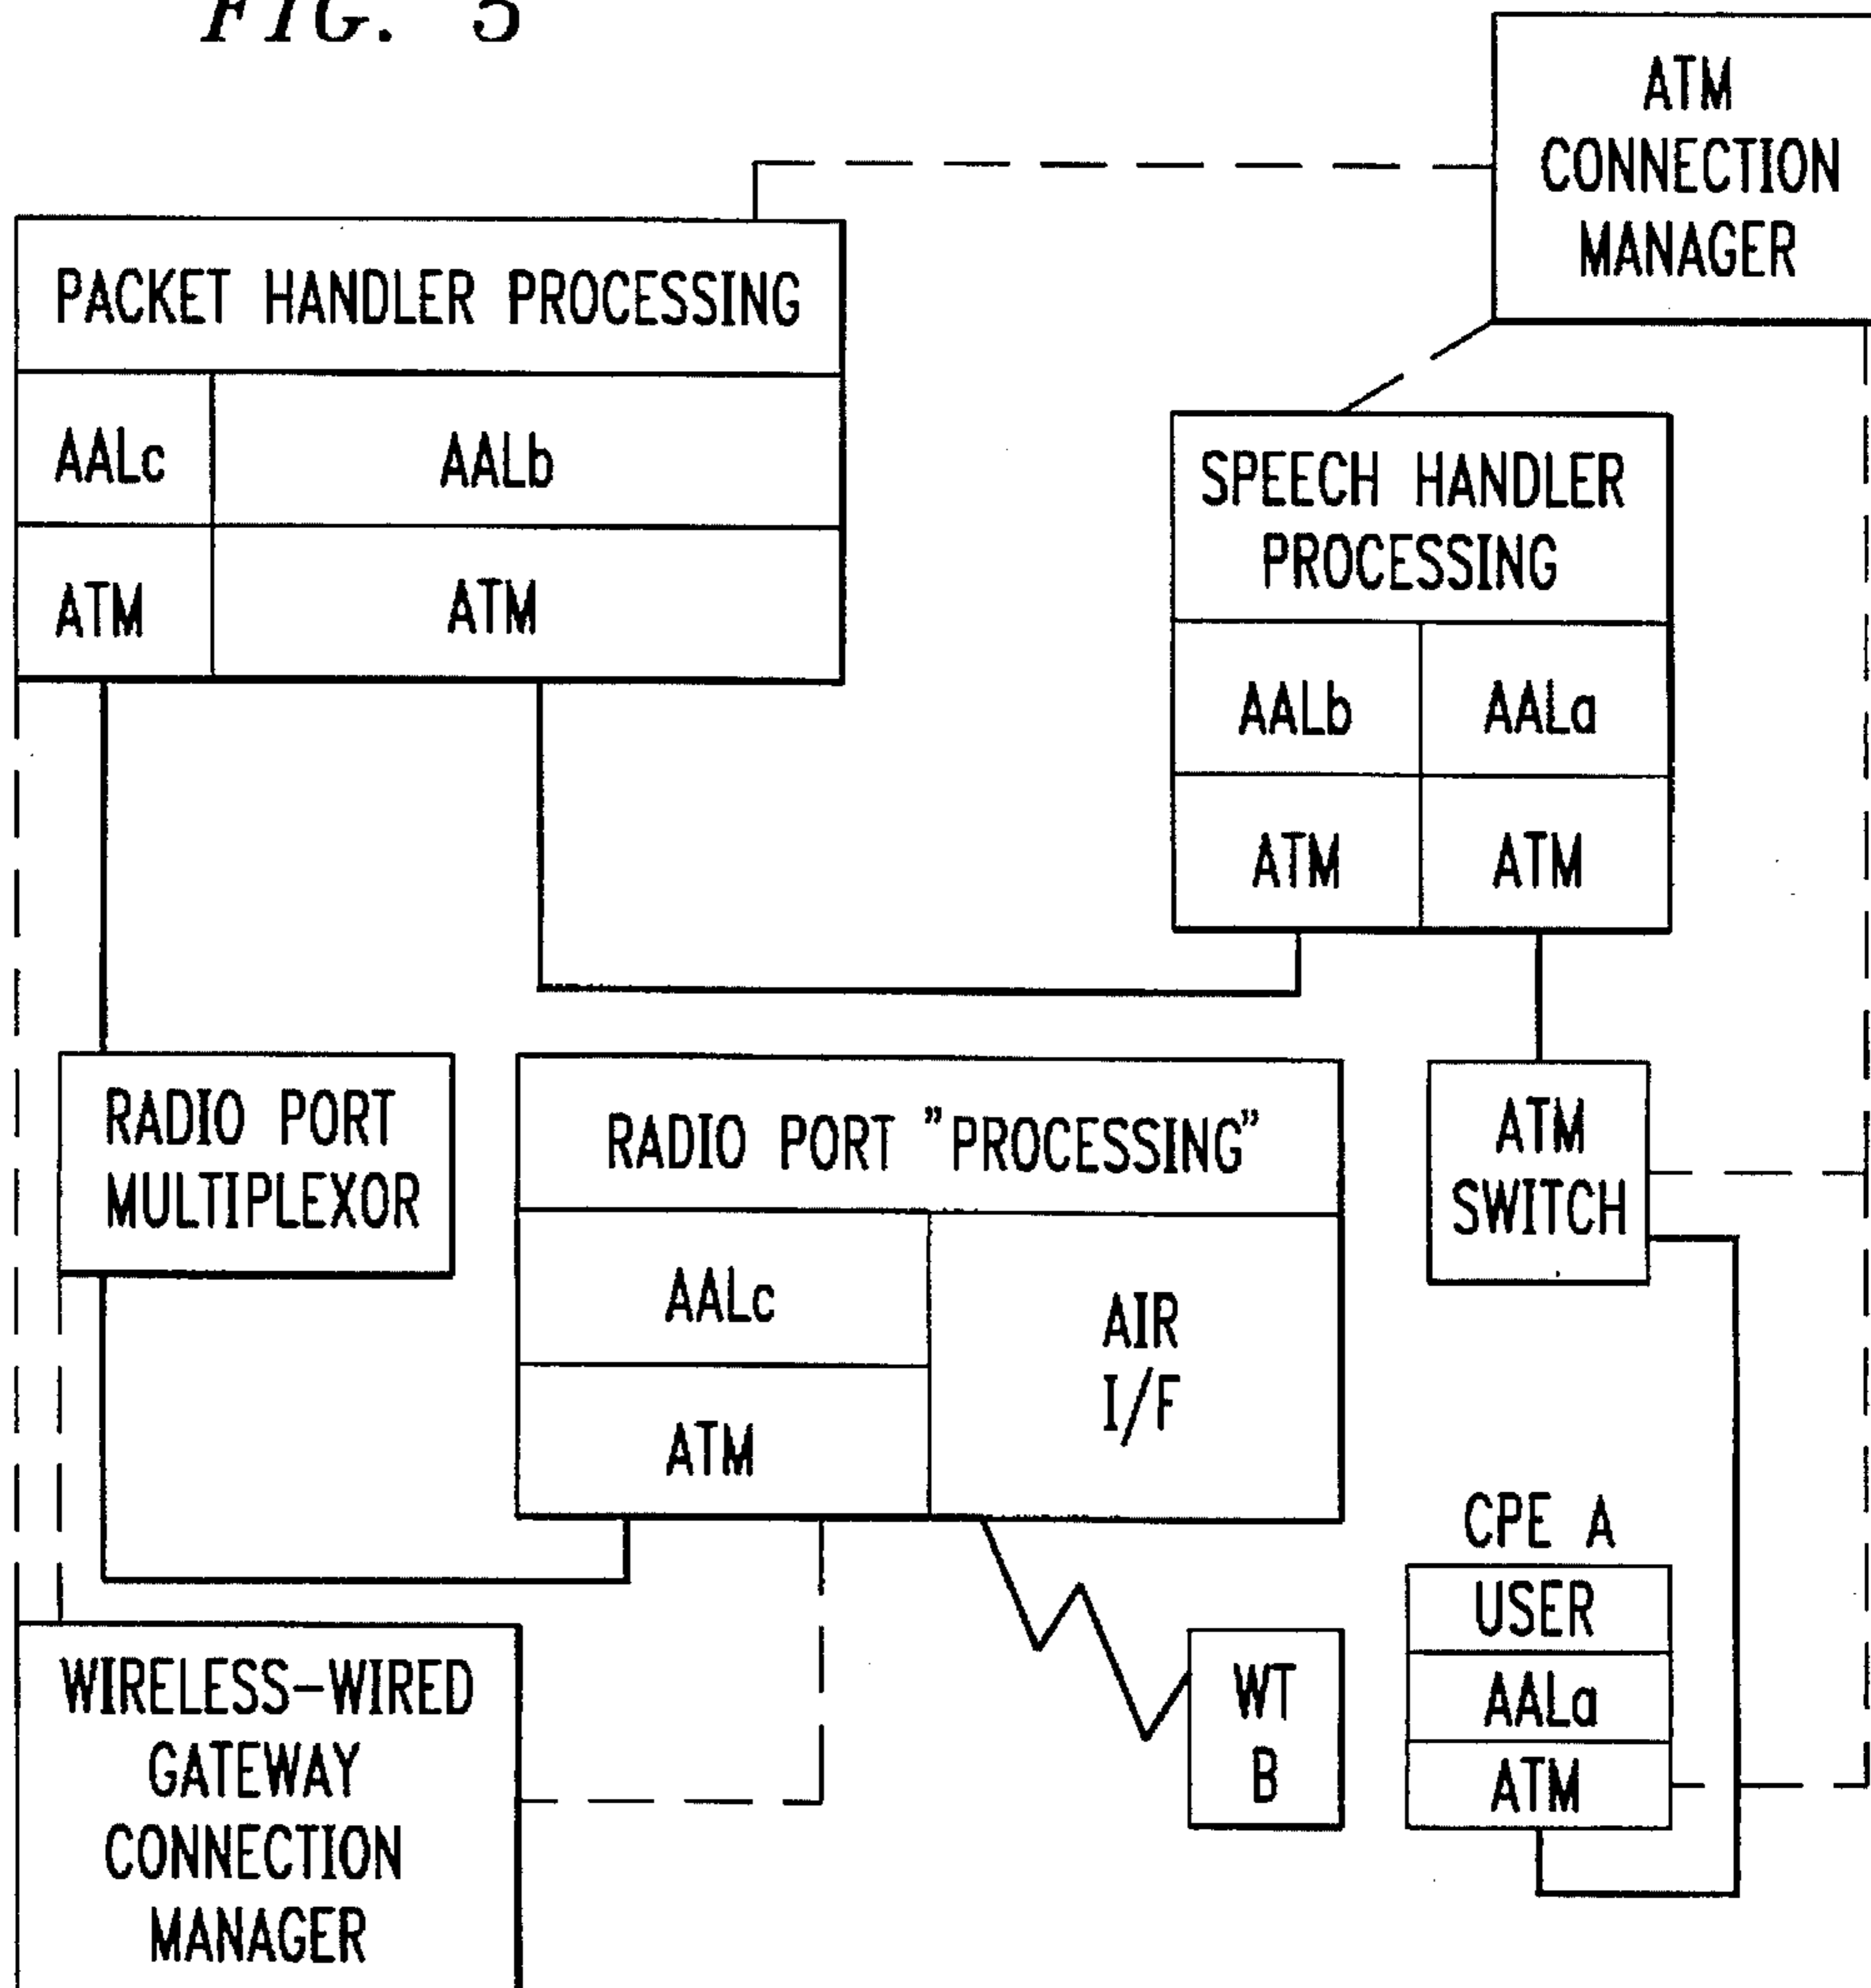 FIG. 5
ATM
CONNECTION
MANAGER
PACKET HANDLER PROCESSING
AALc
AALb
ATM
ATM
SPEECH HANDLER
PROCESSING
AALb
AALa
ATM
ATM
RADIO PORT
MULTIPLEXOR
RADIO PORT "PROCESSING"
AALc
AIR
I/F
ATM
ATM
SWITCH
CPE A
USER
AALa
ATM
WT
B
WIRELESS-WIRED
GATEWAY
CONNECTION
MANAGER